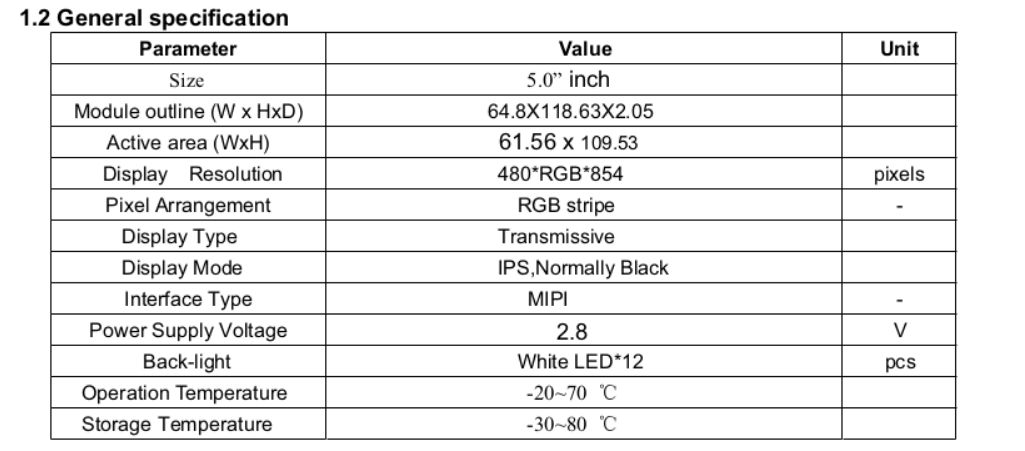 1.2 General specification
Parameter Value Unit
Size 5.0” inch
Module outline (W x HxD) 64.8X118.63X2.05
Active area (WxH) 61.56 x 109.53
Display Resolution 480*RGB*854 pixels
Pixel Arrangement RGB stripe -
Display Type Transmissive
Display Mode IPS,Normally Black
Interface Type MIPI -
Power Supply Voltage 2.8 V
Back-light White LED*12 pcs
Operation Temperature -20~70 ℃
Storage Temperature -30~80 ℃